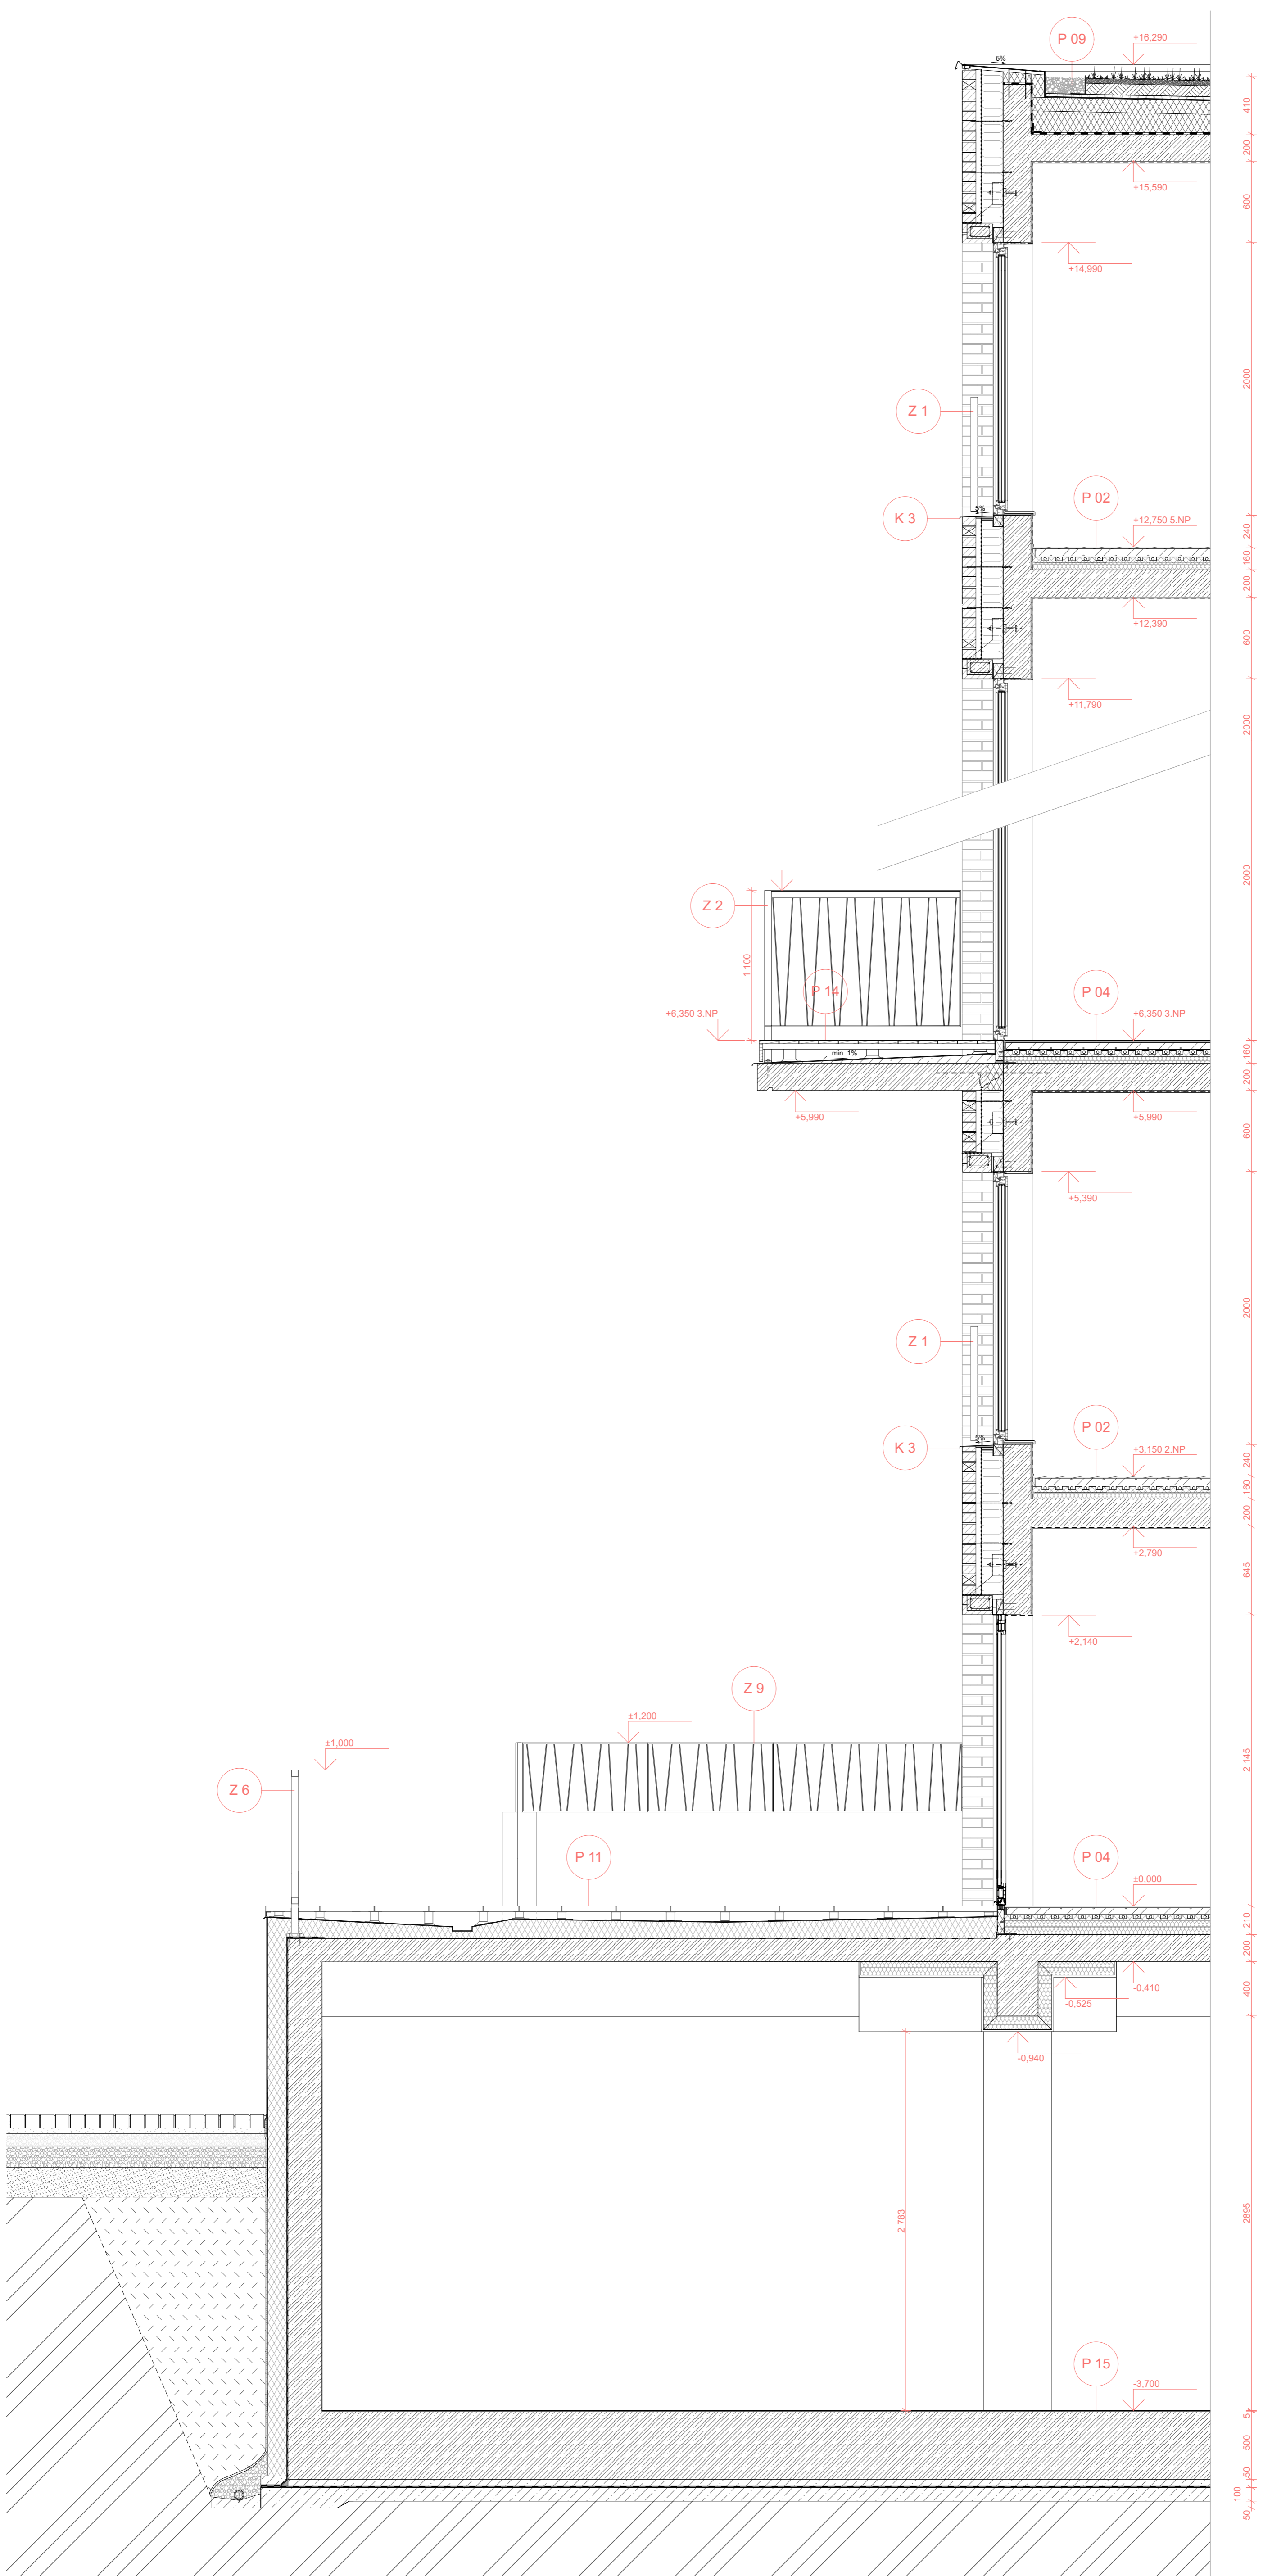 P 09
+16,290
5%
410
200
+15,590
600
+14,990
2000
Z 1
P 02
K 3
5%
+12,750 5.NP
240
160
200
+12,390
600
+11,790
2000
2000
Z 2
1 100
P 14
P 04
+6,350 3.NP
+6,350 3.NP
min. 1%
160
200
+5,990
+5,990
600
+5,390
2000
Z 1
P 02
K 3
5%
+3,150 2.NP
240
160
200
+2,790
645
+2,140
Z 9
±1,200
±1,000
2 145
Z 6
P 11
P 04
±0,000
210
200
-0,410
-0,525
400
-0,940
2 783
2895
P 15
-3,700
5
500
50
100
50